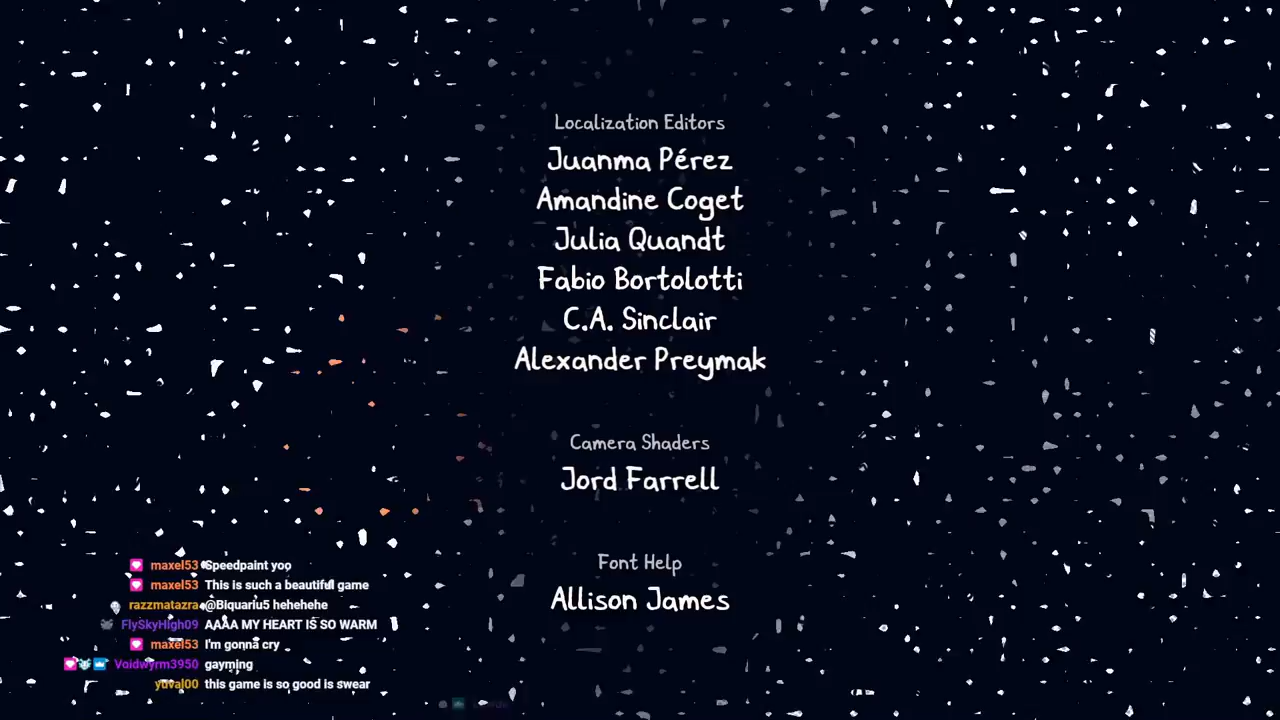 Localization Editors
Juanma Pérez
Amandine Coget
Julia Quandt
Fabio Bortolotti
C.A. Sinclair
Alexander Preymak
Camera Shaders
Jord Farrell
Font Help
Allison James
maxel53 Speedpaint yoo
maxel53 This is such a beautiful game
razzmatazra @Biquariu5 hehehehe
FlySkyHigh09 AAAA MY HEART IS SO WARM
maxel53 I'm gonna cry
Voidwyrm3950 gayming
yuval00 this game is so good is swear